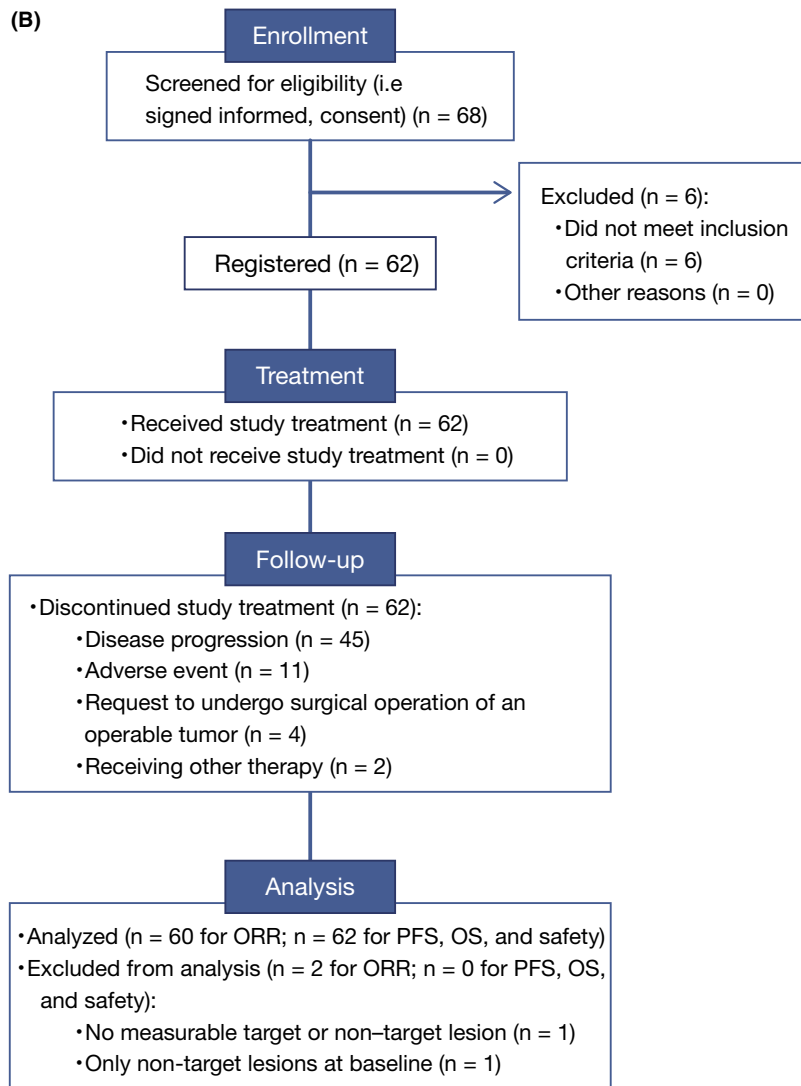 (B)
Enrollment
Screened for eligibility (i.e
signed informed, consent) (n = 68)
Excluded (n = 6):
•Did not meet inclusion
criteria (n = 6)
•Other reasons (n = 0)
Registered (n = 62)
Treatment
•Received study treatment (n = 62)
•Did not receive study treatment (n = 0)
Follow-up
•Discontinued study treatment (n = 62):
•Disease progression (n = 45)
•Adverse event (n = 11)
•Request to undergo surgical operation of an
operable tumor (n = 4)
•Receiving other therapy (n = 2)
Analysis
•Analyzed (n = 60 for ORR; n = 62 for PFS, OS, and safety)
•Excluded from analysis (n = 2 for ORR; n = 0 for PFS, OS,
and safety):
•No measurable target or non–target lesion (n = 1)
•Only non-target lesions at baseline (n = 1)